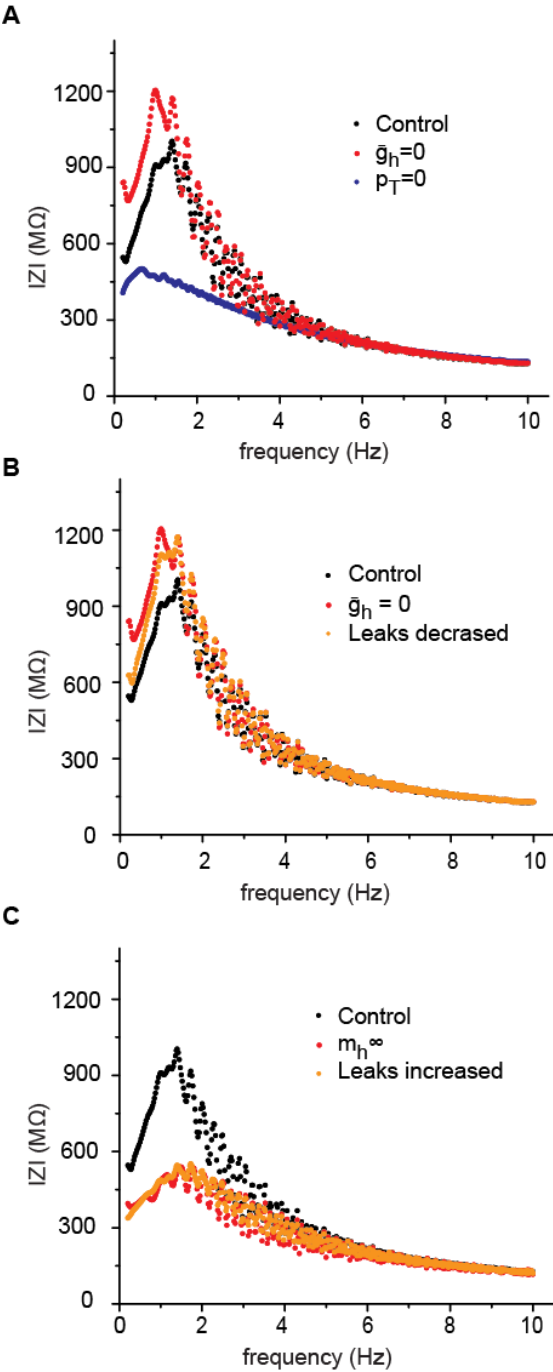 A
1200
900
600
300
0
|Z| (MΩ)
Control
ḡh=0
pT=0
0 2 4 6 8 10
frequency (Hz)
B
1200
900
600
300
0
|Z| (MΩ)
Control
ḡh = 0
Leaks decrased
0 2 4 6 8 10
frequency (Hz)
C
1200
900
600
300
0
|Z| (MΩ)
Control
mh∞
Leaks increased
0 2 4 6 8 10
frequency (Hz)